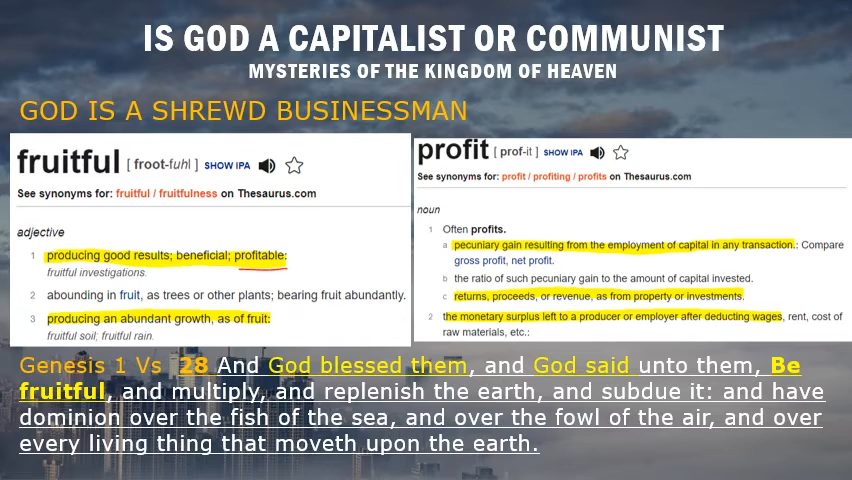 IS GOD A CAPITALIST OR COMMUNIST
MYSTERIES OF THE KINGDOM OF HEAVEN
GOD IS A SHREWD BUSINESSMAN
fruitful [ froot-fuhl ] SHOW IPA
See synonyms for: fruitful / fruitfulness on Thesaurus.com
adjective
1 producing good results; beneficial; profitable:
fruitful investigations.
2 abounding in fruit, as trees or other plants; bearing fruit abundantly.
3 producing an abundant growth, as of fruit:
fruitful soil; fruitful rain.
profit [ prof-it ] SHOW IPA
See synonyms for: profit / profiting / profits on Thesaurus.com
noun
1 Often profits.
a pecuniary gain resulting from the employment of capital in any transaction.: Compare
gross profit, net profit.
b the ratio of such pecuniary gain to the amount of capital invested.
c returns, proceeds, or revenue, as from property or investments.
2 the monetary surplus left to a producer or employer after deducting wages, rent, cost of
raw materials, etc.:
Genesis 1 Vs 28 And God blessed them, and God said unto them, Be
fruitful, and multiply, and replenish the earth, and subdue it: and have
dominion over the fish of the sea, and over the fowl of the air, and over
every living thing that moveth upon the earth.